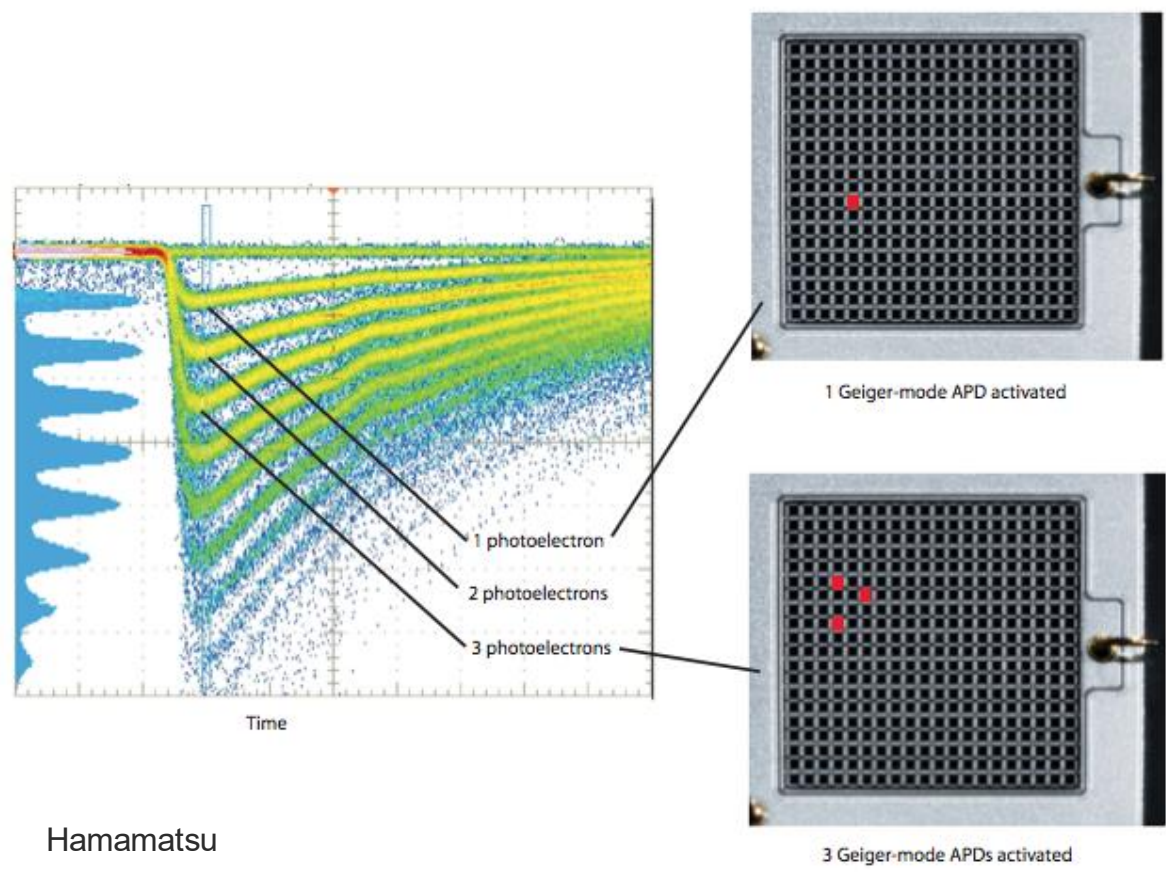 1 Geiger-mode APD activated
1 photoelectron
2 photoelectrons
3 photoelectrons
Time
Hamamatsu
3 Geiger-mode APDs activated